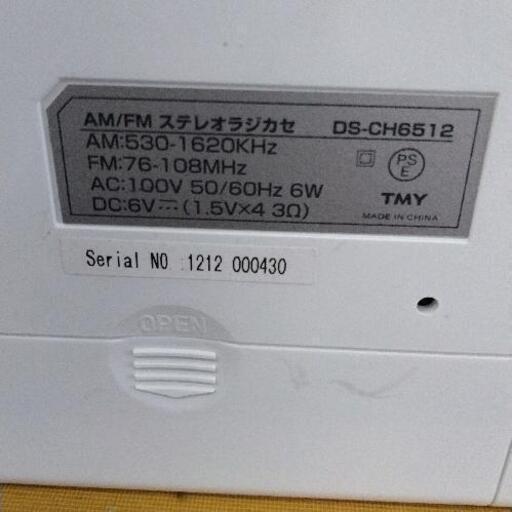 AM/FM ステレオラジカセ DS-CH6512
AM:530-1620KHz
FM:76-108MHz
AC:100V 50/60Hz 6W
DC:6V⎓(1.5V×4 3Ω)
PS
E
TMY
MADE IN CHINA
Serial NO :1212 000430
OPEN